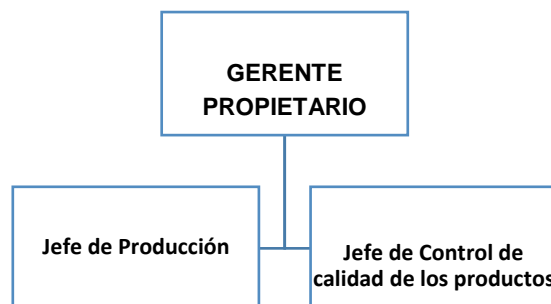 GERENTE
PROPIETARIO
Jefe de Producción
Jefe de Control de
calidad de los productos